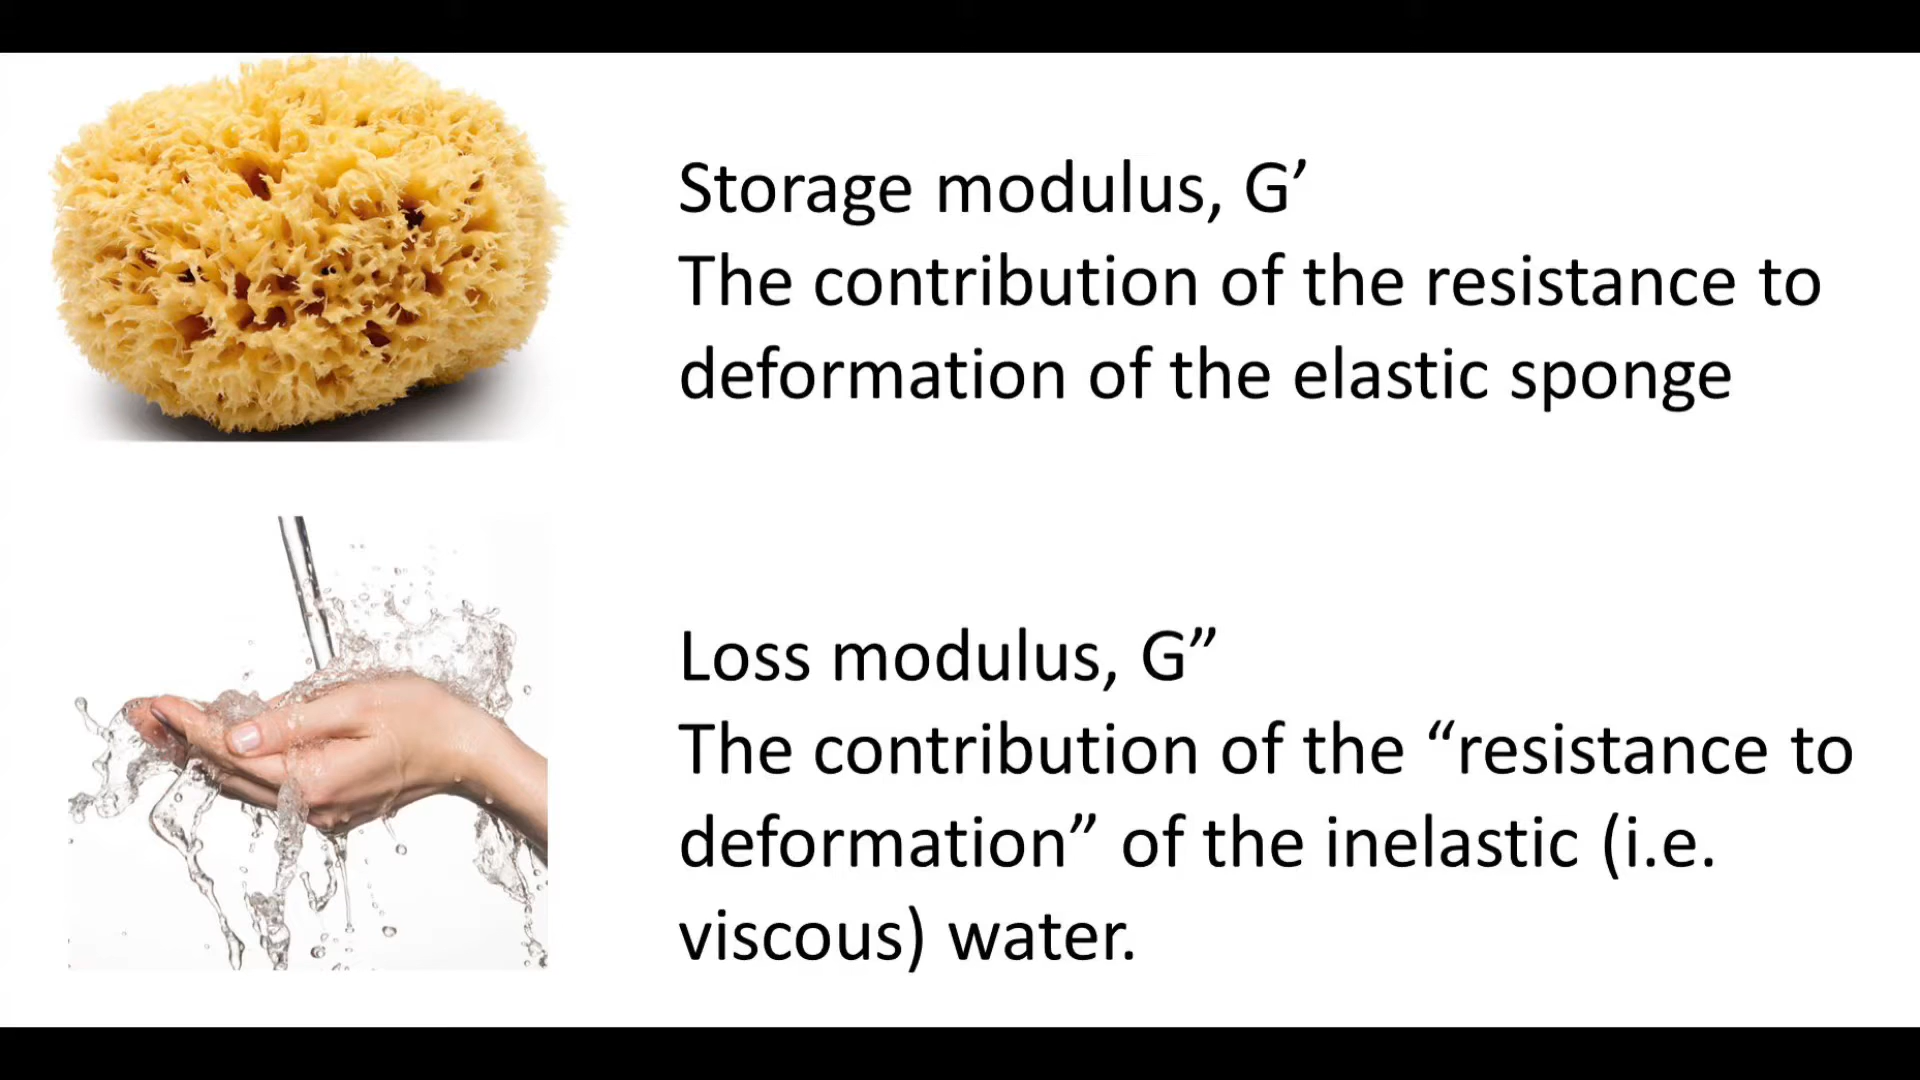 Storage modulus, G’
The contribution of the resistance to
deformation of the elastic sponge
Loss modulus, G”
The contribution of the “resistance to
deformation” of the inelastic (i.e.
viscous) water.